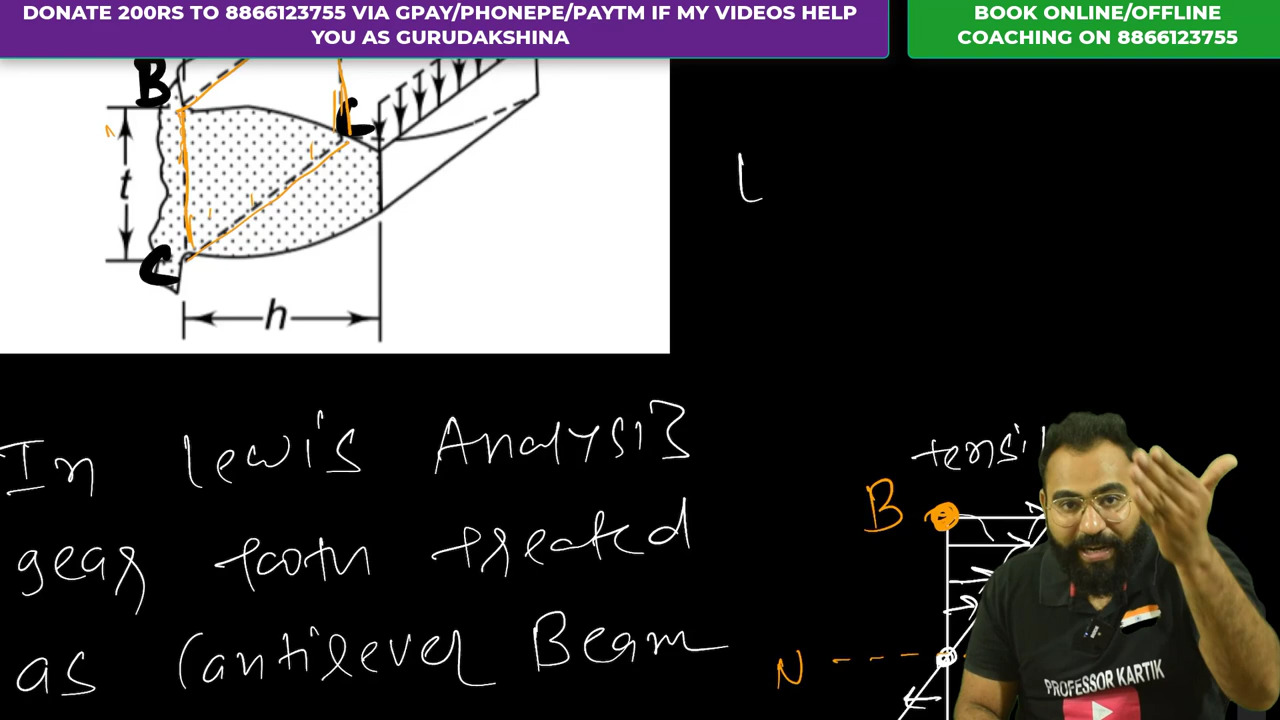 DONATE 200RS TO 8866123755 VIA GPAY/PHONEPE/PAYTM IF MY VIDEOS HELP
YOU AS GURUDAKSHINA
BOOK ONLINE/OFFLINE
COACHING ON 8866123755
B
L
t
C
h
L
In Lewis Analysis
gear tooth treated
as Cantilever Beam
tensil
B
N
PROFESSOR KARTIK